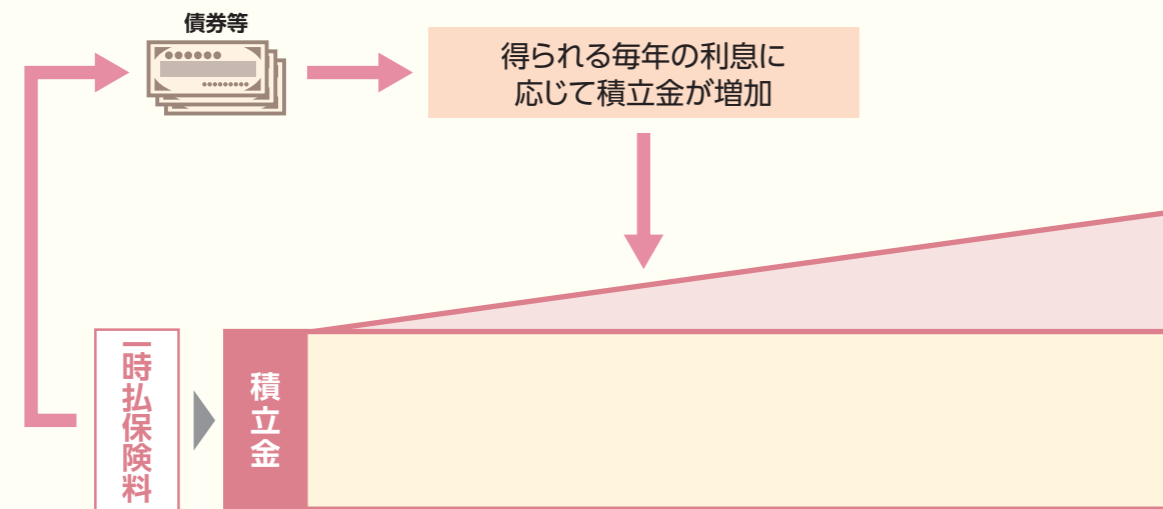 債券等
得られる毎年の利息に
応じて積立金が増加
一時払保険料
積立金